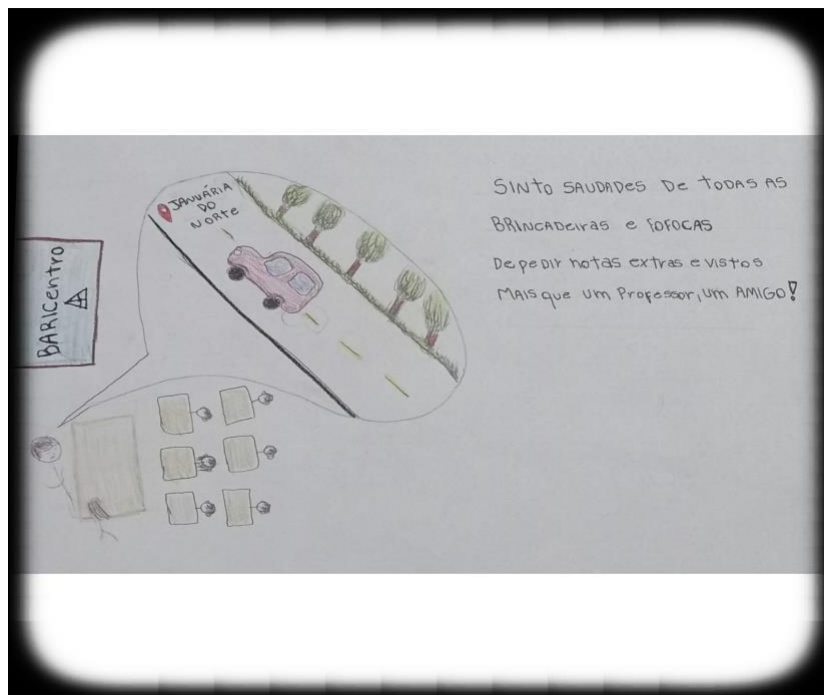 JANUÁRIA
DO
NORTE
BARICENTRO
SINTO SAUDADES DE TODAS AS
BRINCADEIRAS e FOFOCAS
DE PEDIR NOTAS EXTRAS E VISTOS
MAIS QUE UM PROFESSOR, UM AMIGO!